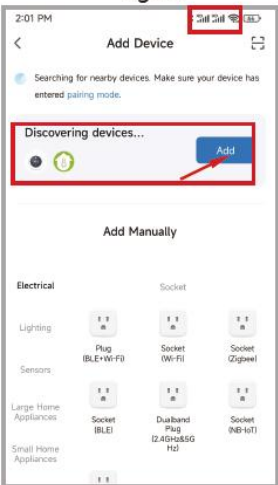 2:01 PM
Add Device
Searching for nearby devices. Make sure your device has
entered pairing mode.
Discovering devices...
Add
Add Manually
Electrical
Socket
Lighting
Plug
(BLE+Wi-Fi)
Socket
(Wi-Fi)
Socket
(Zigbee)
Sensors
Large Home
Appliances
Socket
(BLE)
Dualband
Plug
(2.4GHz&5G
Hz)
Socket
(NB-IoT)
Small Home
Appliances